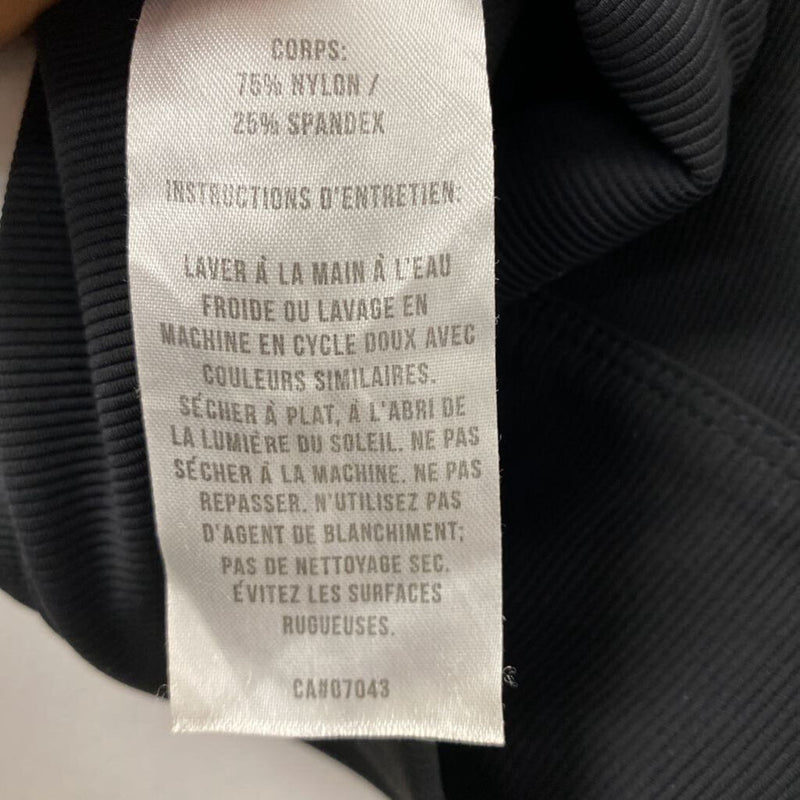 CORPS:
75% NYLON /
25% SPANDEX
INSTRUCTIONS D'ENTRETIEN:
LAVER À LA MAIN À L'EAU
FROIDE OU LAVAGE EN
MACHINE EN CYCLE DOUX AVEC
COULEURS SIMILAIRES.
SÉCHER À PLAT, À L'ABRI DE
LA LUMIÈRE DU SOLEIL. NE PAS
SÉCHER À LA MACHINE. NE PAS
REPASSER. N'UTILISEZ PAS
D'AGENT DE BLANCHIMENT;
PAS DE NETTOYAGE SEC.
ÉVITEZ LES SURFACES
RUGUEUSES.
CA#07043